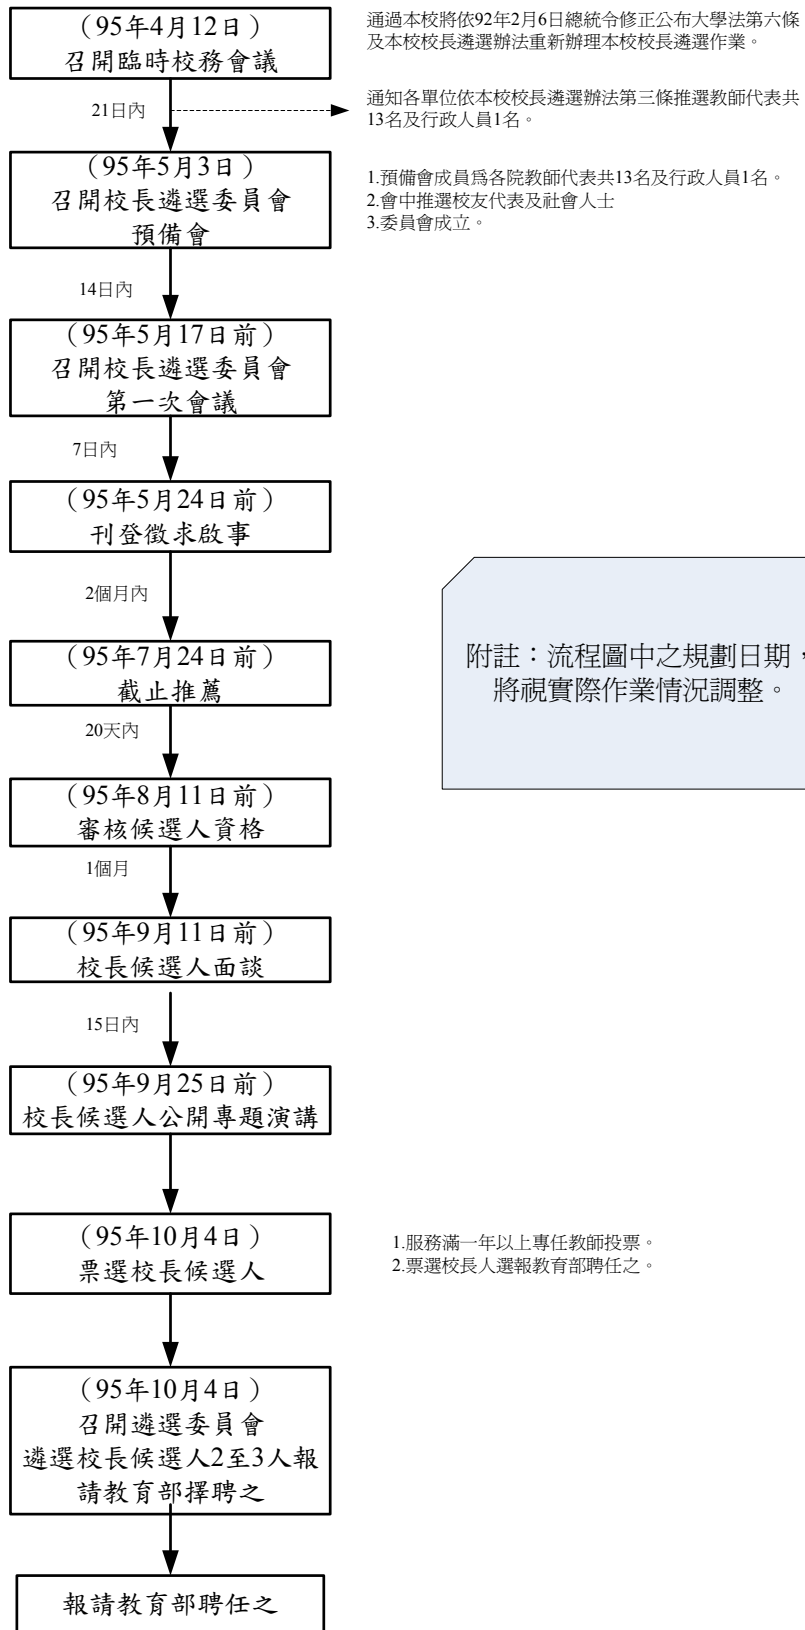 （95年4月12日）
召開臨時校務會議
通過本校將依92年2月6日總統令修正公布大學法第六條
及本校校長遴選辦法重新辦理本校校長遴選作業。
21日內
通知各單位依本校校長遴選辦法第三條推選教師代表共
13名及行政人員1名。
（95年5月3日）
召開校長遴選委員會
預備會
1.預備會成員為各院教師代表共13名及行政人員1名。
2.會中推選校友代表及社會人士
3.委員會成立。
14日內
（95年5月17日前）
召開校長遴選委員會
第一次會議
7日內
（95年5月24日前）
刊登徵求啟事
2個月內
（95年7月24日前）
截止推薦
附註：流程圖中之規劃日期，
將視實際作業情況調整。
20天內
（95年8月11日前）
審核候選人資格
1個月
（95年9月11日前）
校長候選人面談
15日內
（95年9月25日前）
校長候選人公開專題演講
（95年10月4日）
票選校長候選人
1.服務滿一年以上專任教師投票。
2.票選校長人選報教育部聘任之。
（95年10月4日）
召開遴選委員會
遴選校長候選人2至3人報
請教育部擇聘之
報請教育部聘任之